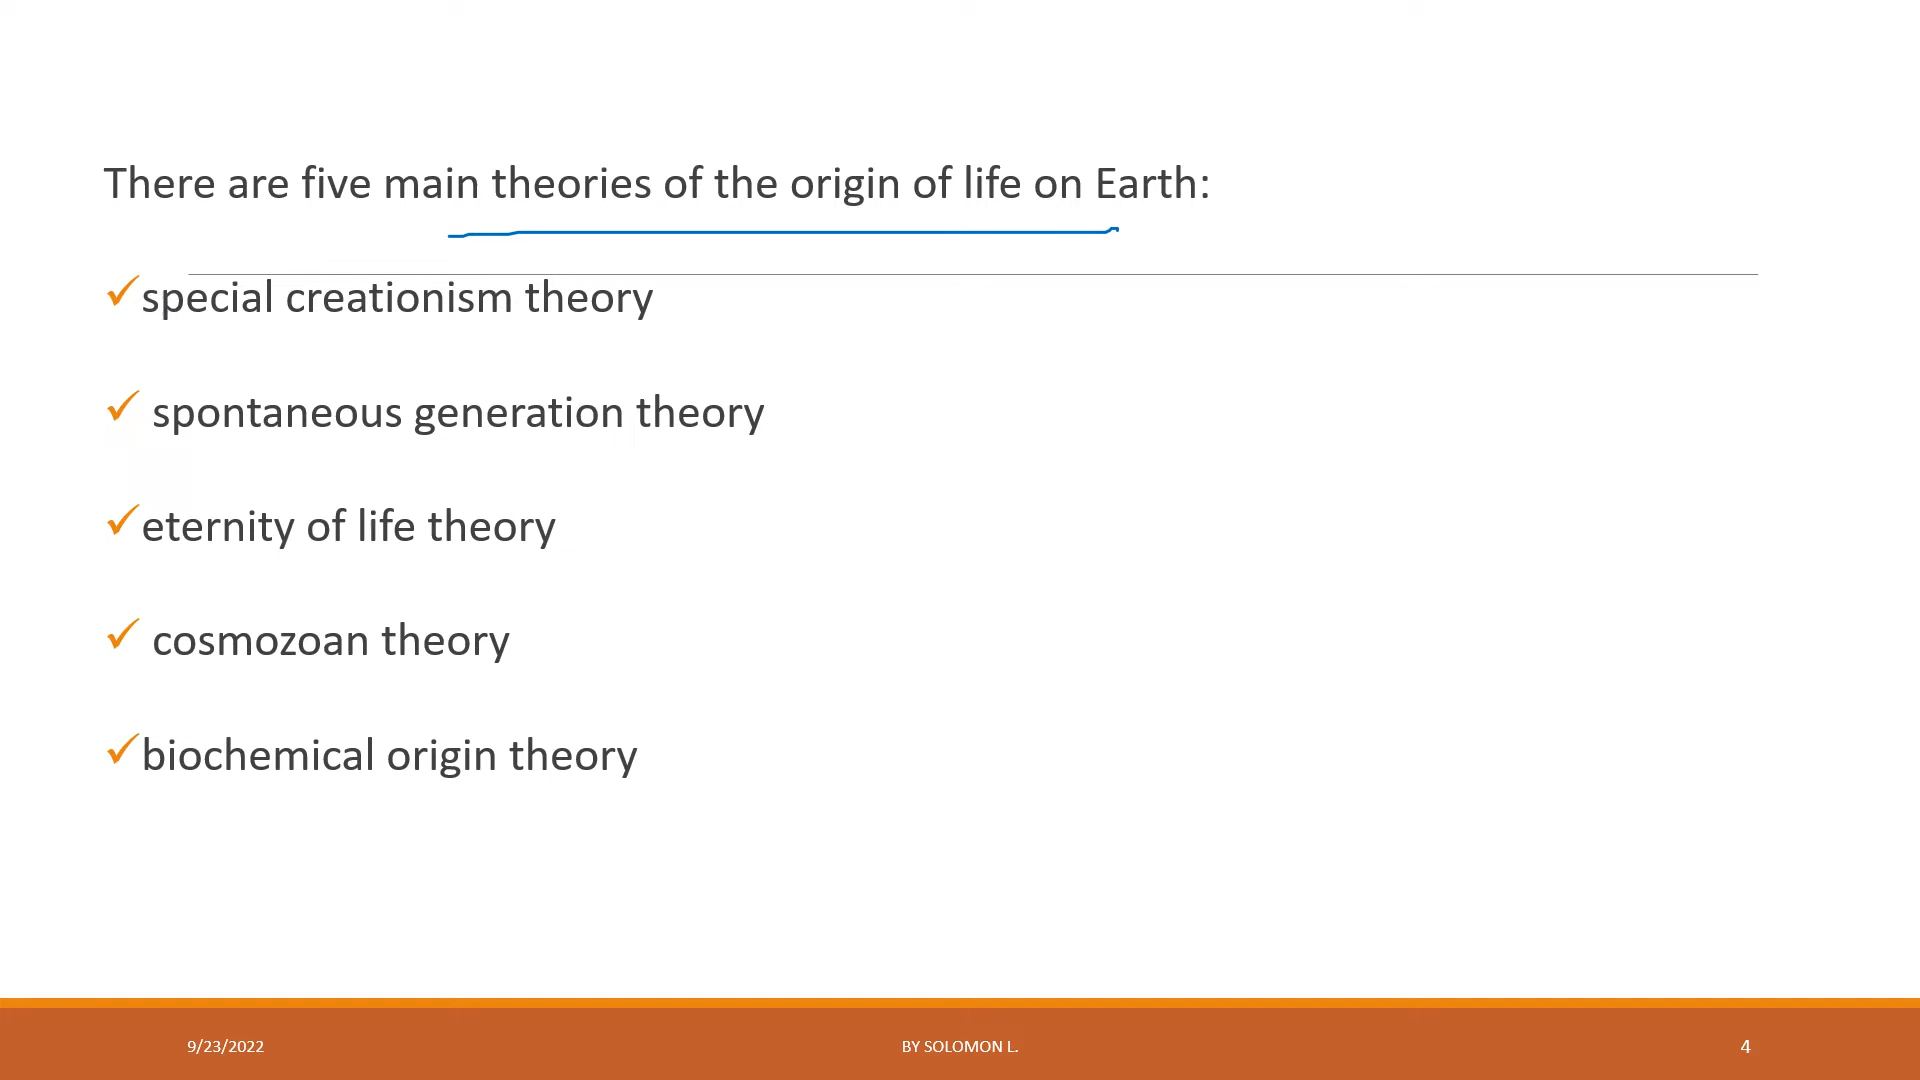 There are five main theories of the origin of life on Earth:
special creationism theory
spontaneous generation theory
eternity of life theory
cosmozoan theory
biochemical origin theory
9/23/2022
BY SOLOMON L.
4